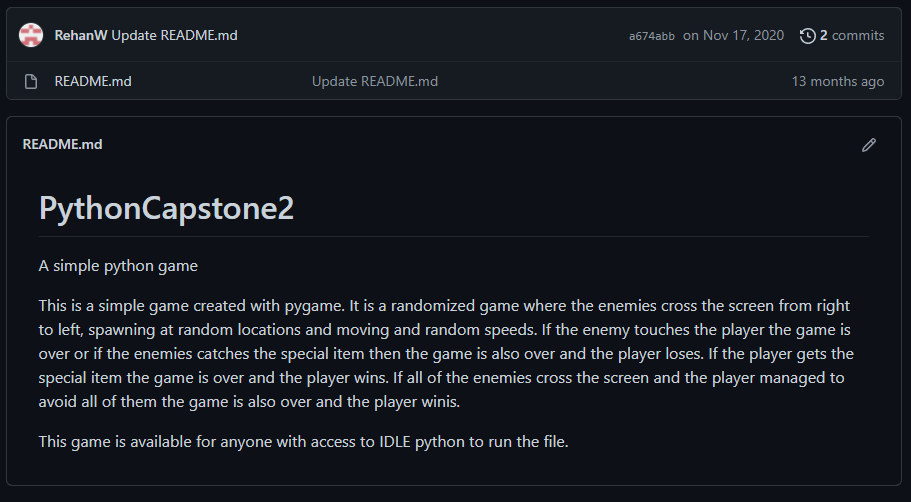 RehanW Update README.md a674abb on Nov 17, 2020 2 commits
README.md Update README.md 13 months ago
README.md
PythonCapstone2
A simple python game
This is a simple game created with pygame. It is a randomized game where the enemies cross the screen from right
to left, spawning at random locations and moving and random speeds. If the enemy touches the player the game is
over or if the enemies catches the special item then the game is also over and the player loses. If the player gets the
special item the game is over and the player wins. If all of the enemies cross the screen and the player managed to
avoid all of them the game is also over and the player winis.
This game is available for anyone with access to IDLE python to run the file.